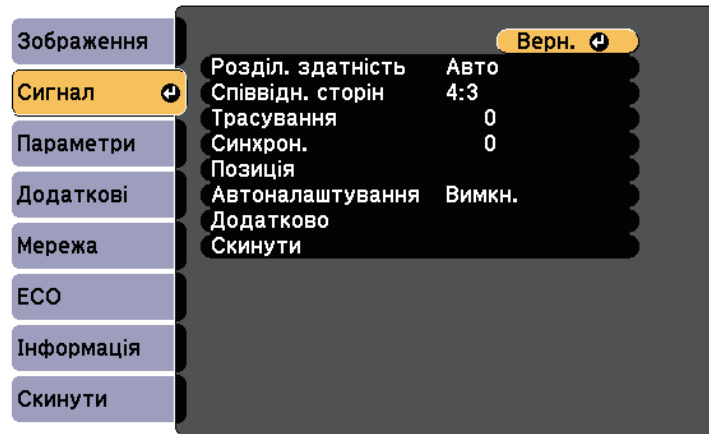 Зображення
Сигнал
Параметри
Додаткові
Мережа
ECO
Інформація
Скинути
Верн.
Розділ. здатність Авто
Співвідн. сторін 4:3
Трасування 0
Синхрон. 0
Позиція
Автоналаштування Вимкн.
Додатково
Скинути